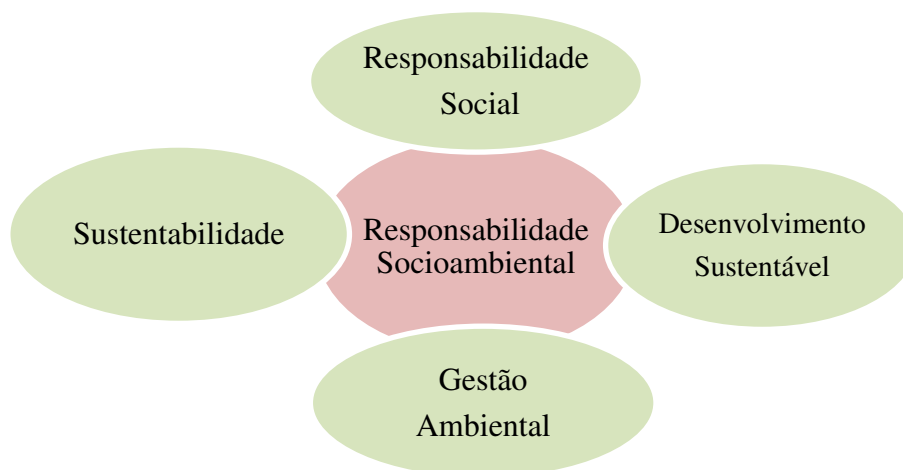 Responsabilidade
Social
Sustentabilidade
Responsabilidade
Socioambiental
Desenvolvimento
Sustentável
Gestão
Ambiental